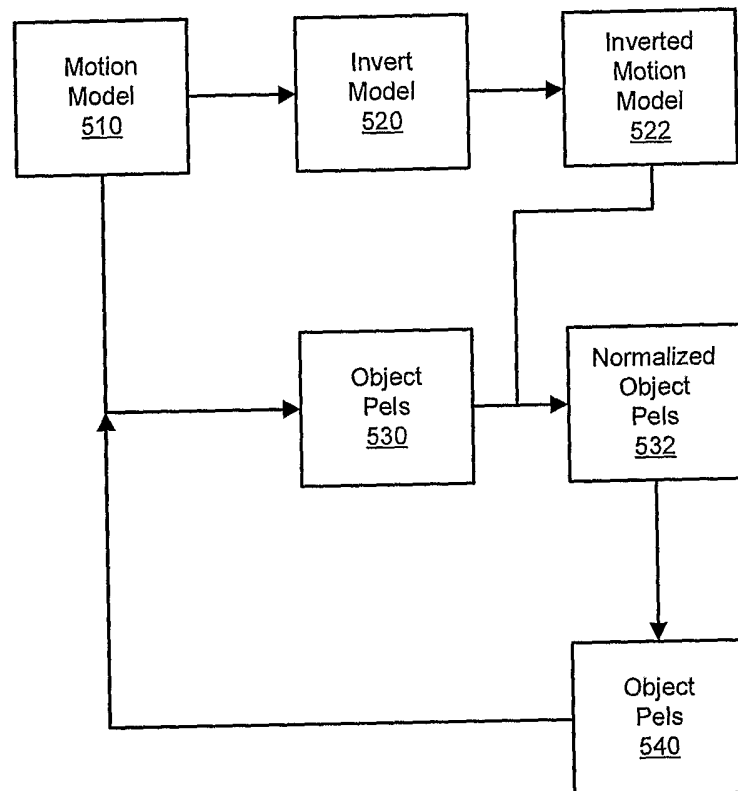 Motion
Model
510
Invert
Model
520
Inverted
Motion
Model
522
Object
Pels
530
Normalized
Object
Pels
532
Object
Pels
540